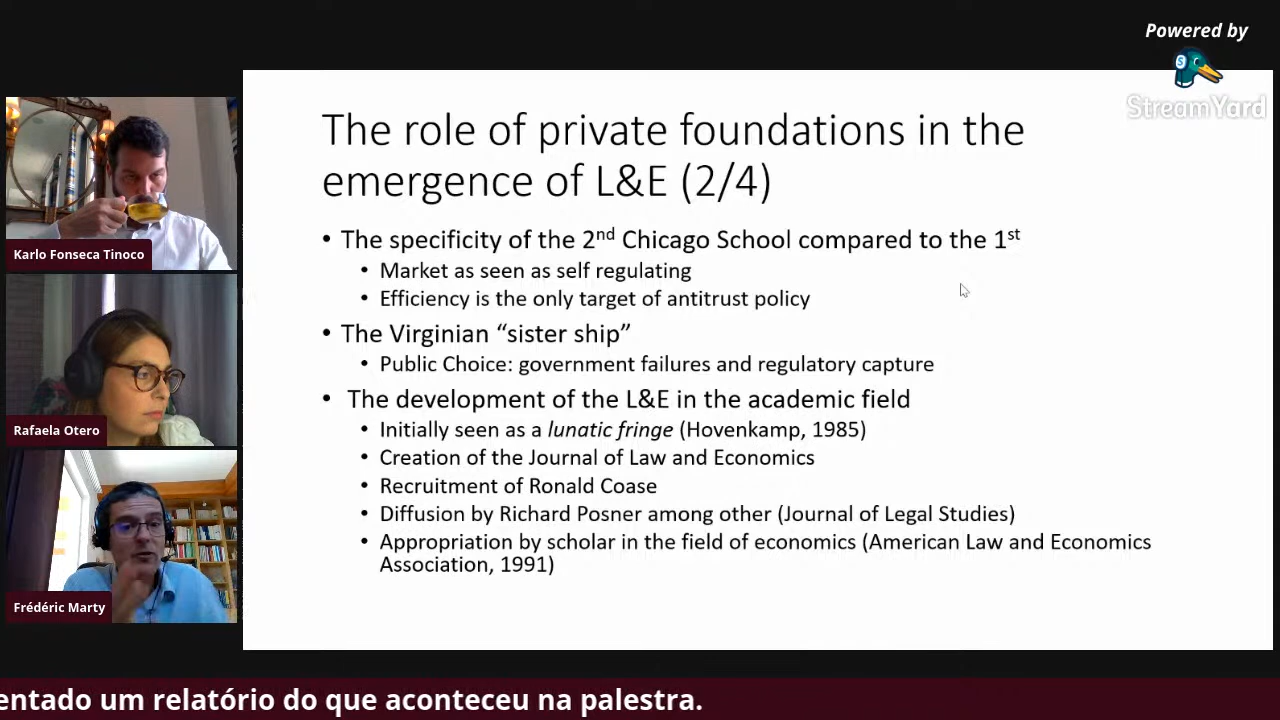 Powered by
StreamYard
The role of private foundations in the
emergence of L&E (2/4)
• The specificity of the 2nd Chicago School compared to the 1st
• Market as seen as self regulating
• Efficiency is the only target of antitrust policy
• The Virginian “sister ship”
• Public Choice: government failures and regulatory capture
• The development of the L&E in the academic field
• Initially seen as a lunatic fringe (Hovenkamp, 1985)
• Creation of the Journal of Law and Economics
• Recruitment of Ronald Coase
• Diffusion by Richard Posner among other (Journal of Legal Studies)
• Appropriation by scholar in the field of economics (American Law and Economics
Association, 1991)
Karlo Fonseca Tinoco
Rafaela Otero
Frédéric Marty
entado um relatório do que aconteceu na palestra.